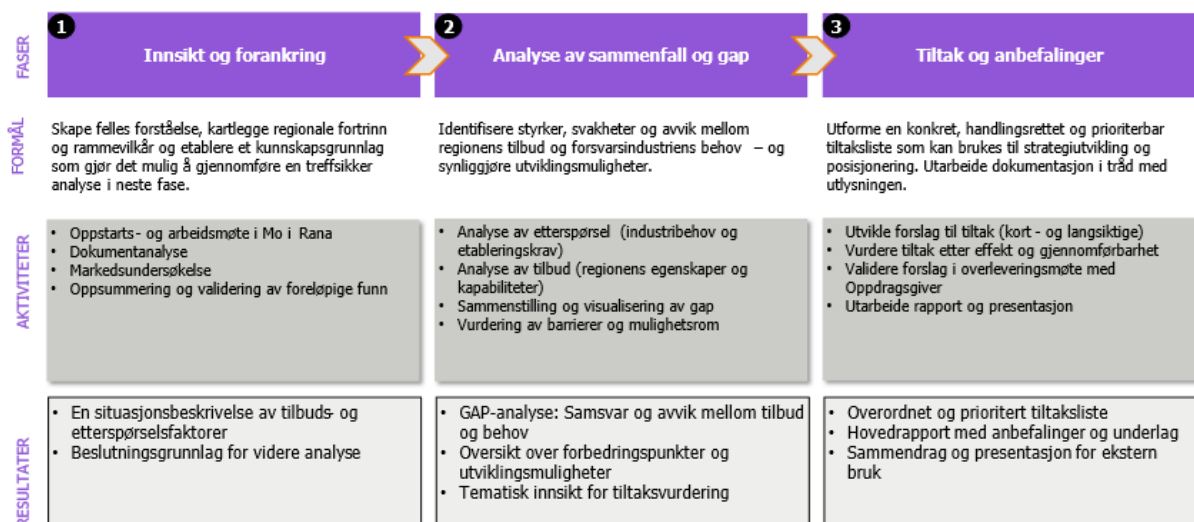 FASER
1
Innsikt og forankring
2
Analyse av sammenfall og gap
3
Tiltak og anbefalinger
FORMÅL
Skape felles forståelse, kartlegge regionale fortrinn
og rammevilkår og etablere et kunnskapsgrunnlag
som gjør det mulig å gjennomføre en treffsikker
analyse i neste fase.
Identifisere styrker, svakheter og avvik mellom
regionens tilbud og forsvarsindustriens behov – og
synliggjøre utviklingsmuligheter.
Utforme en konkret, handlingsrettet og prioriterbar
tiltaksliste som kan brukes til strategiutvikling og
posisjonering. Utarbeide dokumentasjon i tråd med
utlysningen.
AKTIVITETER
• Oppstarts- og arbeidsmøte i Mo i Rana
• Dokumentanalyse
• Markedsundersøkelse
• Oppsummering og validering av foreløpige funn
• Analyse av etterspørsel (industribehov og
etableringskrav)
• Analyse av tilbud (regionens egenskaper og
kapabiliteter)
• Sammenstilling og visualisering av gap
• Vurdering av barrierer og mulighetsrom
• Utvikle forslag til tiltak (kort - og langsiktige)
• Vurdere tiltak etter effekt og gjennomførbarhet
• Validere forslag i overleveringsmøte med
Oppdragsgiver
• Utarbeide rapport og presentasjon
RESULTATER
• En situasjonsbeskrivelse av tilbuds- og
etterspørselsfaktorer
• Beslutningsgrunnlag for videre analyse
• GAP-analyse: Samsvar og avvik mellom tilbud
og behov
• Oversikt over forbedringspunkter og
utviklingsmuligheter
• Tematisk innsikt for tiltaksvurdering
• Overordnet og prioritert tiltaksliste
• Hovedrapport med anbefalinger og underlag
• Sammendrag og presentasjon for ekstern
bruk